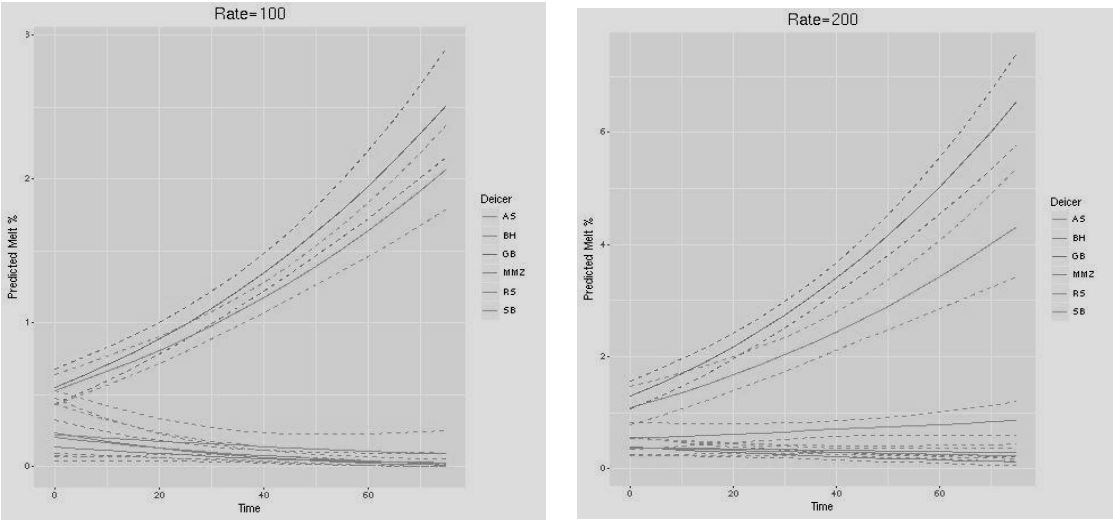 Rate=100
3
2
1
0
0
20
40
60
Time
Predicted Melt %
Deicer
AS
BH
GB
MMZ
RS
SB
Rate=200
6
4
2
0
0
20
40
60
Time
Predicted Melt %
Deicer
AS
BH
GB
MMZ
RS
SB